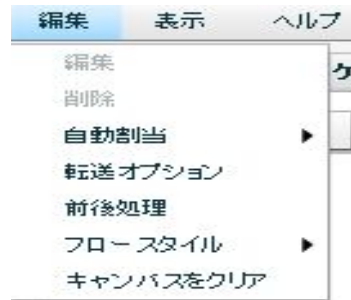 編集 表示 ヘルプ
編集
削除
自動割当
転送オプション
前後処理
フロースタイル
キャンバスをクリア